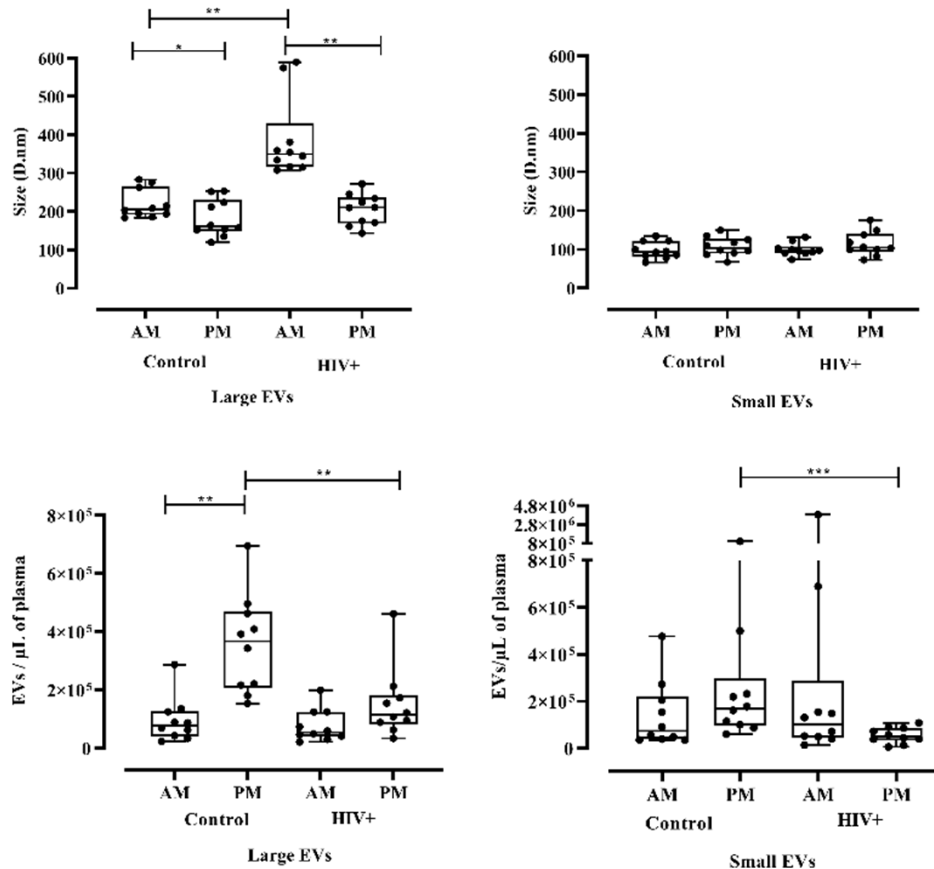 **
*
**
600
500
400
300
200
100
0
Size (D.nm)
AM PM AM PM
Control HIV+
Large EVs
600
500
400
300
200
100
0
Size (D.nm)
AM PM AM PM
Control HIV+
Small EVs
**
**
8×10⁵
6×10⁵
4×10⁵
2×10⁵
0
EVs / µL of plasma
AM PM AM PM
Control HIV+
Large EVs
***
4.8×10⁶
2.8×10⁶
8×10⁵
8×10⁵
6×10⁵
4×10⁵
2×10⁵
0
EVs/µL of plasma
AM PM AM PM
Control HIV+
Small EVs